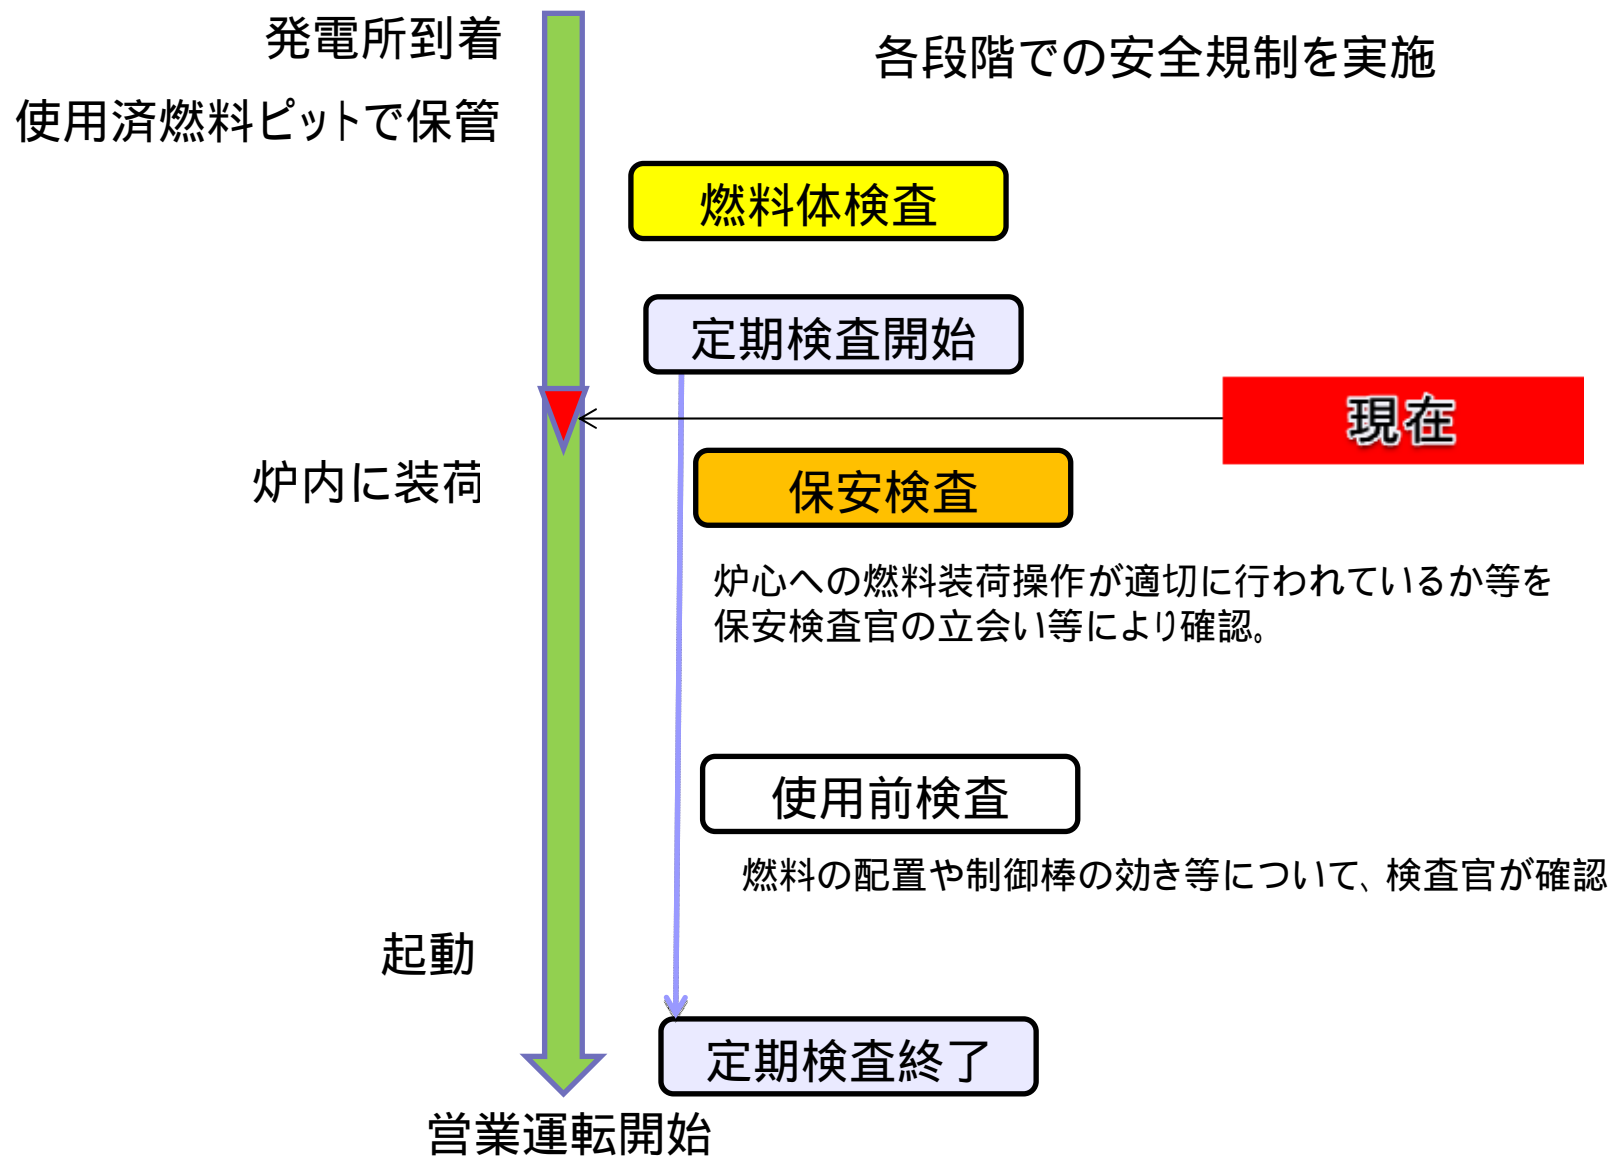 発電所到着
各段階での安全規制を実施
使用済燃料ピットで保管
燃料体検査
定期検査開始
現在
炉内に装荷
保安検査
炉心への燃料装荷操作が適切に行われているか等を
保安検査官の立会い等により確認。
使用前検査
燃料の配置や制御棒の効き等について、検査官が確認
起動
定期検査終了
営業運転開始